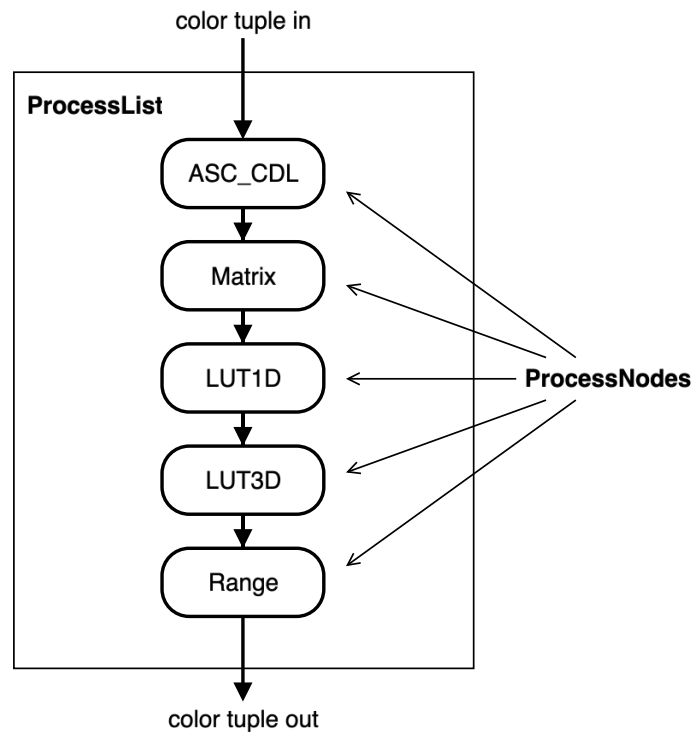 color tuple in
ProcessList
ASC_CDL
Matrix
LUT1D
ProcessNodes
LUT3D
Range
color tuple out